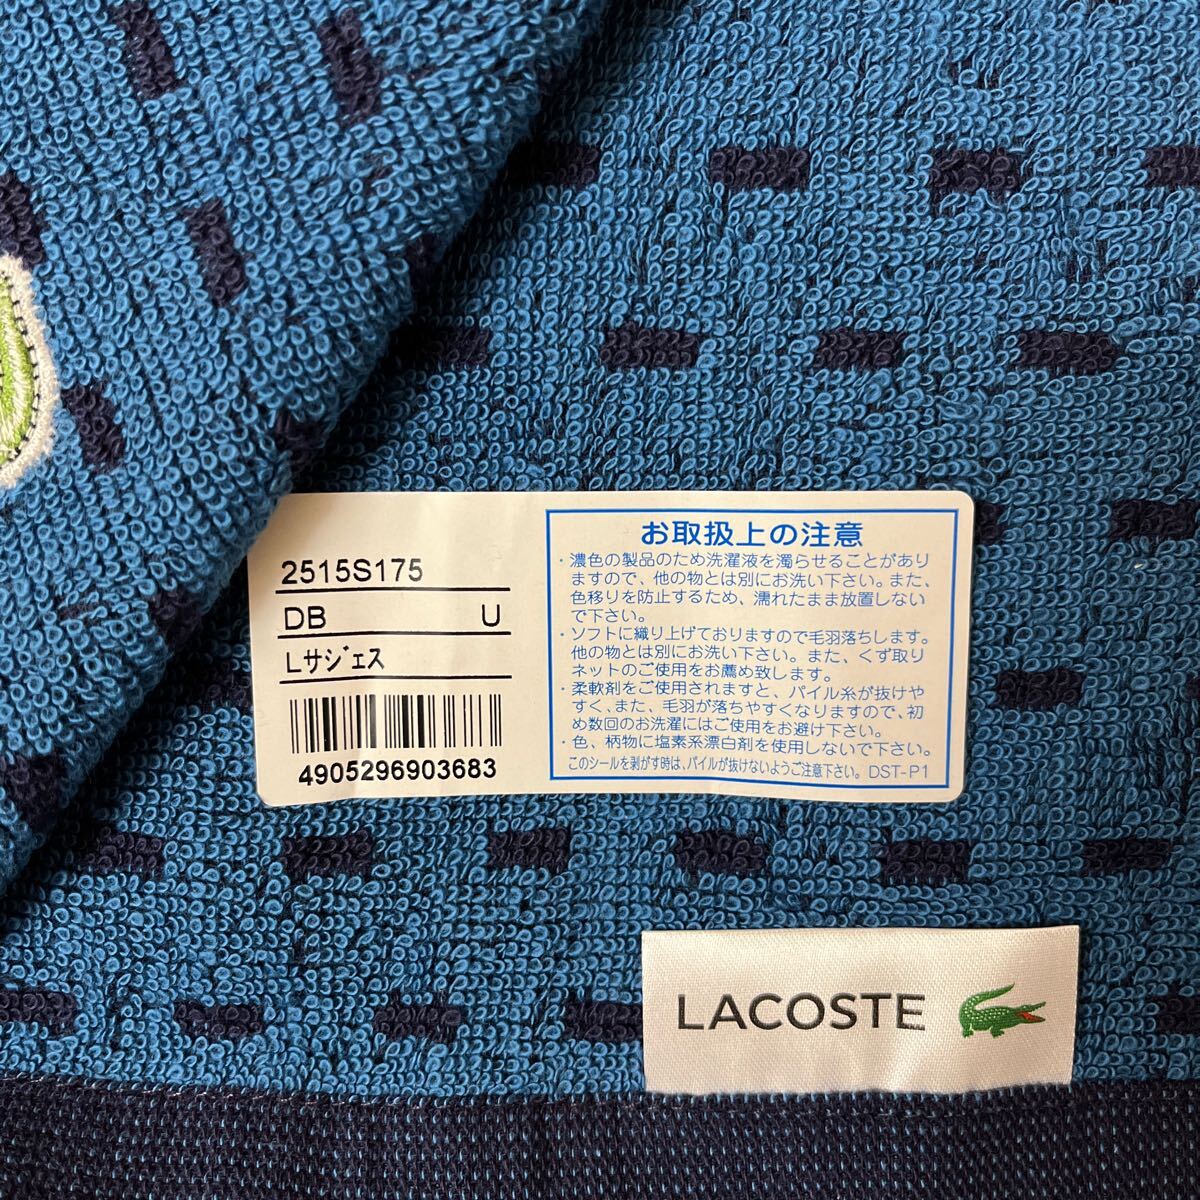 2515S175
DB U
Lサジェス
4905296903683
お取扱上の注意
・濃色の製品のため洗濯液を濁らせることがあり
ますので、他の物とは別にお洗い下さい。また、
色移りを防止するため、濡れたまま放置しない
で下さい。
・ソフトに織り上げておりますので毛羽落ちします。
他の物とは別にお洗い下さい。また、くず取り
ネットのご使用をお薦め致します。
・柔軟剤をご使用されますと、パイル糸が抜けや
すく、また、毛羽が落ちやすくなりますので、初
め数回のお洗濯にはご使用をお避け下さい。
・色、柄物に塩素系漂白剤を使用しないで下さい。
このシールを剥がす時は、パイルが抜けないようご注意下さい。DST-P1
LACOSTE